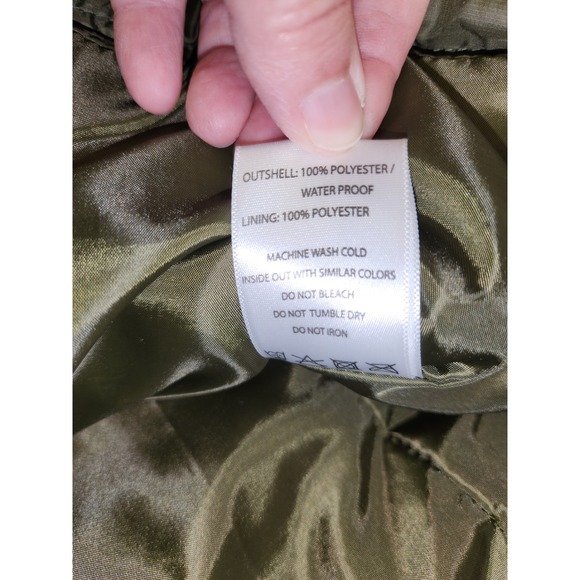 OUTSHELL: 100% POLYESTER /
WATER PROOF
LINING: 100% POLYESTER
MACHINE WASH COLD
INSIDE OUT WITH SIMILAR COLORS
DO NOT BLEACH
DO NOT TUMBLE DRY
DO NOT IRON